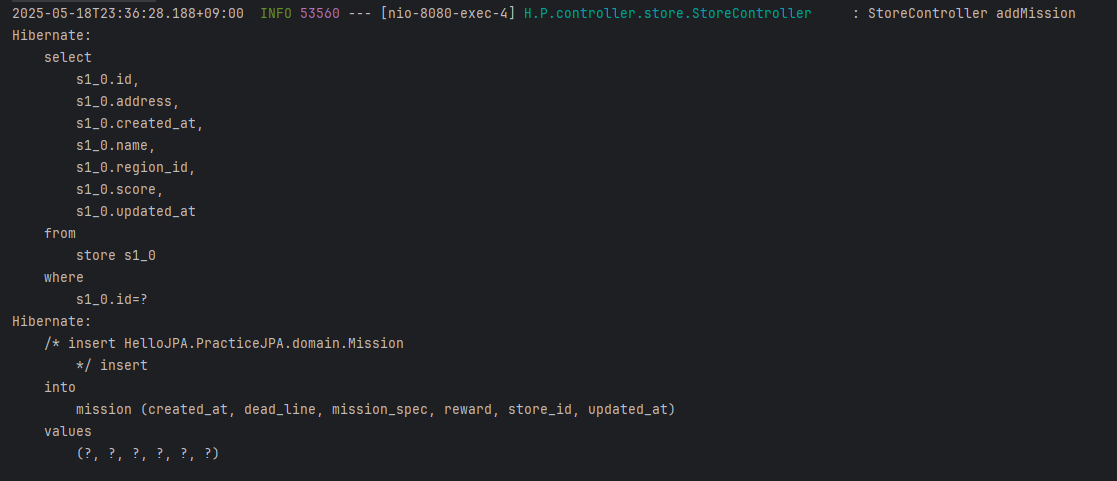 2025-05-18T23:36:28.188+09:00  INFO 53560 --- [nio-8080-exec-4] H.P.controller.store.StoreController     : StoreController addMission
Hibernate:
    select
        s1_0.id,
        s1_0.address,
        s1_0.created_at,
        s1_0.name,
        s1_0.region_id,
        s1_0.score,
        s1_0.updated_at
    from
        store s1_0
    where
        s1_0.id=?
Hibernate:
    /* insert HelloJPA.PracticeJPA.domain.Mission
        */ insert
    into
        mission (created_at, dead_line, mission_spec, reward, store_id, updated_at)
    values
        (?, ?, ?, ?, ?, ?)